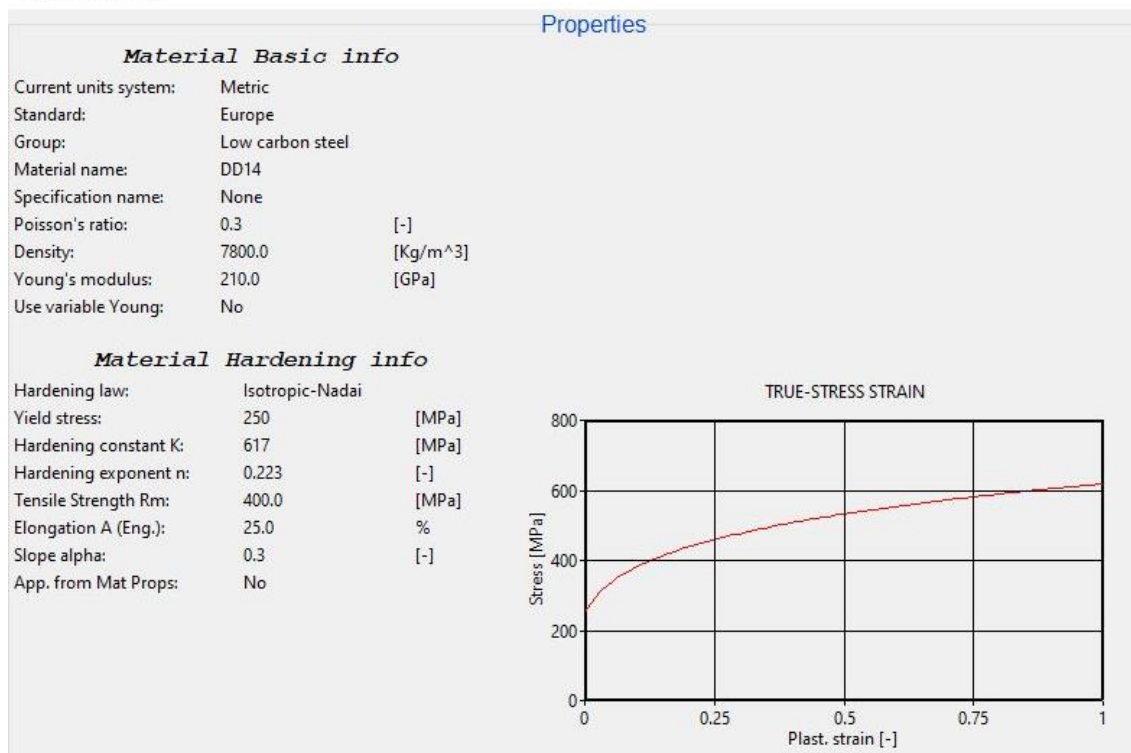 Properties
Material Basic info
Current units system: Metric
Standard: Europe
Group: Low carbon steel
Material name: DD14
Specification name: None
Poisson's ratio: 0.3 [-]
Density: 7800.0 [Kg/m^3]
Young's modulus: 210.0 [GPa]
Use variable Young: No
Material Hardening info
Hardening law: Isotropic-Nadai
Yield stress: 250 [MPa]
Hardening constant K: 617 [MPa]
Hardening exponent n: 0.223 [-]
Tensile Strength Rm: 400.0 [MPa]
Elongation A (Eng.): 25.0 %
Slope alpha: 0.3 [-]
App. from Mat Props: No
TRUE-STRESS STRAIN
Stress [MPa]
800
600
400
200
0
0 0.25 0.5 0.75 1
Plast. strain [-]